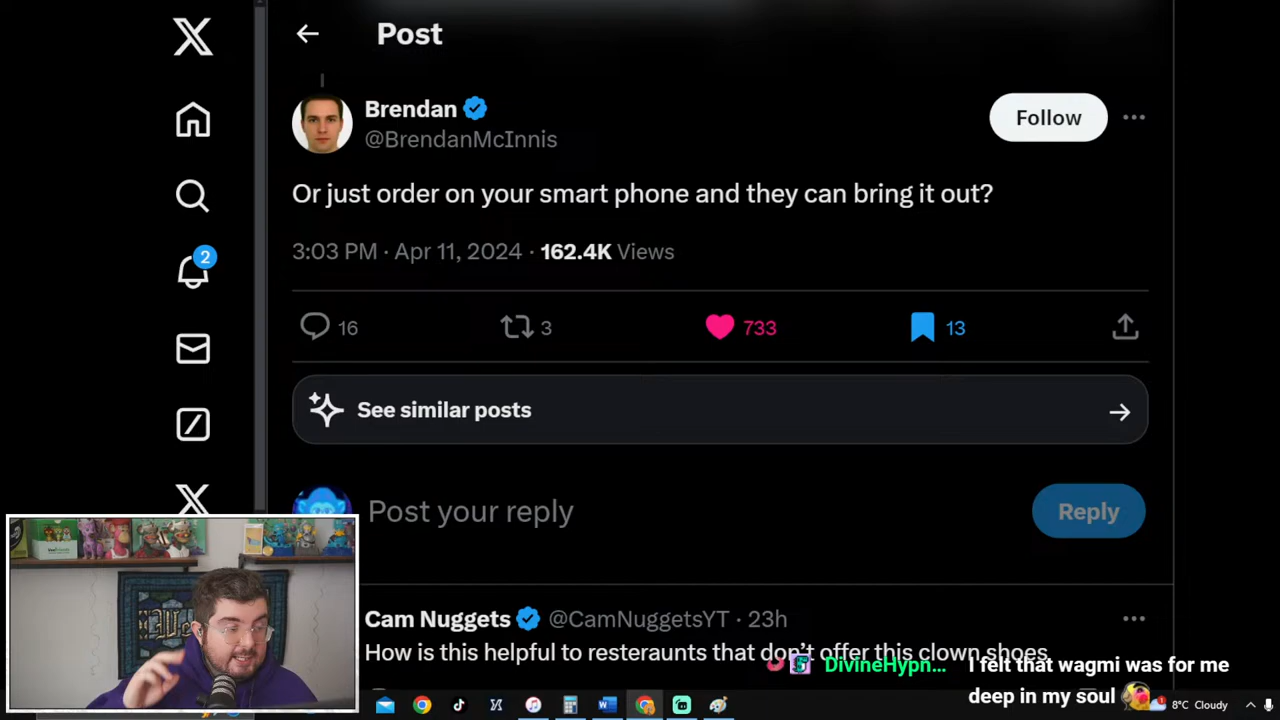 Post
Brendan
@BrendanMcInnis
Follow
Or just order on your smart phone and they can bring it out?
3:03 PM · Apr 11, 2024 · 162.4K Views
2
16
3
733
13
See similar posts
Post your reply
Reply
Cam Nuggets @CamNuggetsYT · 23h
How is this helpful to resteraunts that don't offer this clown shoes
DivineHypn...
I felt that wagmi was for me
deep in my soul
8°C Cloudy